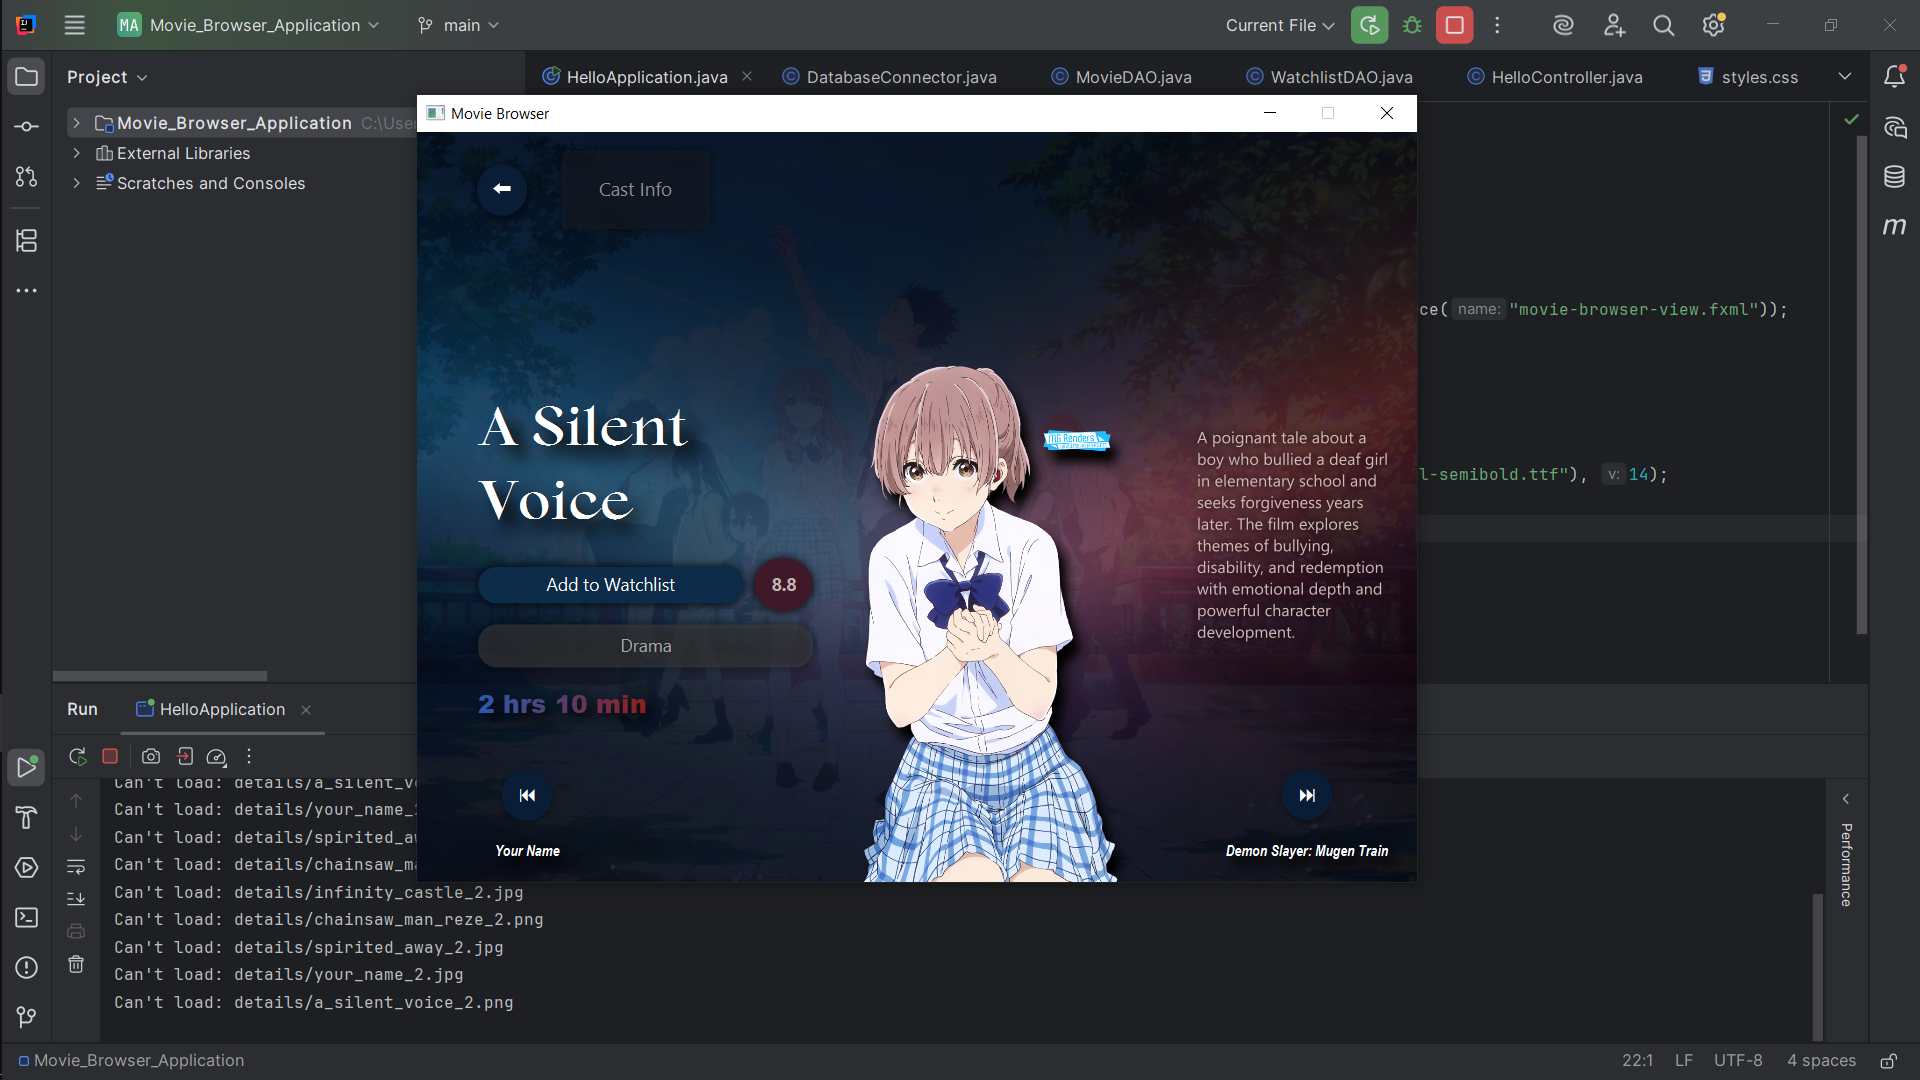 MA Movie_Browser_Application main Current File
Project
HelloApplication.java DatabaseConnector.java MovieDAO.java WatchlistDAO.java HelloController.java styles.css
Movie_Browser_Application C:\User
External Libraries
Scratches and Consoles
Movie Browser
Cast Info
ce( name: "movie-browser-view.fxml"));
l-semibold.ttf"), v: 14);
A Silent
Voice
MG Renders
Add to Watchlist 8.8
Drama
2 hrs 10 min
A poignant tale about a
boy who bullied a deaf girl
in elementary school and
seeks forgiveness years
later. The film explores
themes of bullying,
disability, and redemption
with emotional depth and
powerful character
development.
Your Name
Demon Slayer: Mugen Train
Run HelloApplication
Can't load: details/a_silent_v
Can't load: details/your_name_
Can't load: details/spirited_a
Can't load: details/chainsaw_m
Can't load: details/infinity_castle_2.jpg
Can't load: details/chainsaw_man_reze_2.png
Can't load: details/spirited_away_2.jpg
Can't load: details/your_name_2.jpg
Can't load: details/a_silent_voice_2.png
Performance
m
Movie_Browser_Application
22:1 LF UTF-8 4 spaces